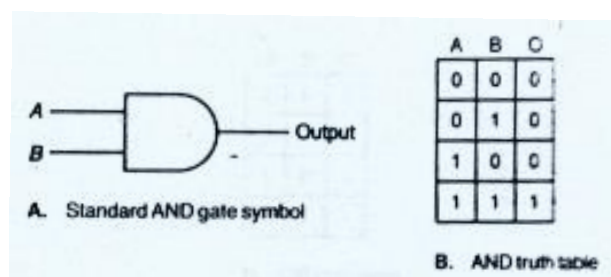 A
B
Output
A. Standard AND gate symbol
A B C
0 0 0
0 1 0
1 0 0
1 1 1
B. AND truth table